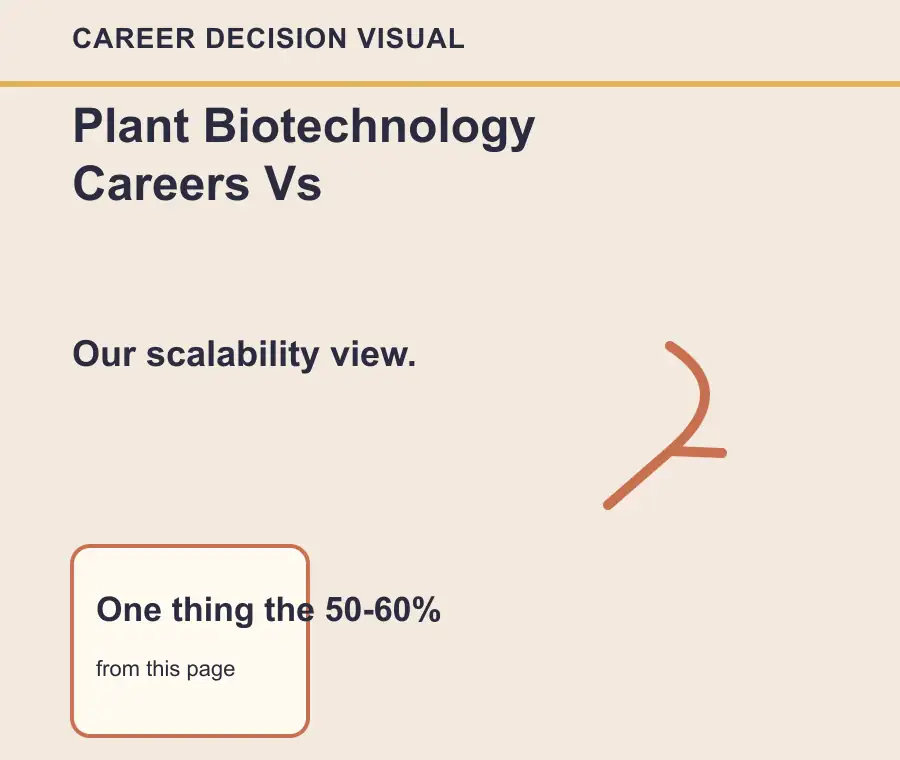 CAREER DECISION VISUAL
Plant Biotechnology
Careers Vs
Our scalability view.
One thing the 50-60%
from this page